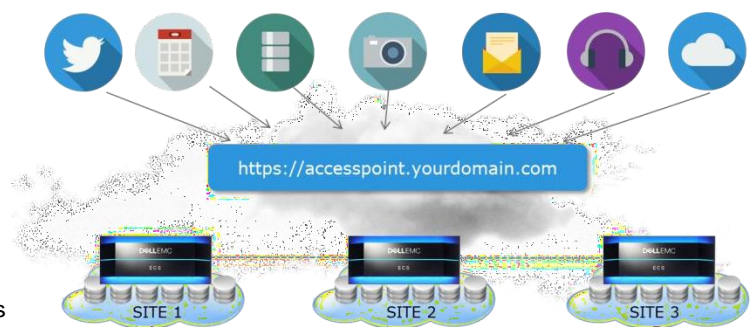 https://accesspoint.yourdomain.com
DELLEMC DELLEMC DELLEMC
ECS ECS ECS
s SITE 1 SITE 2 SITE 3